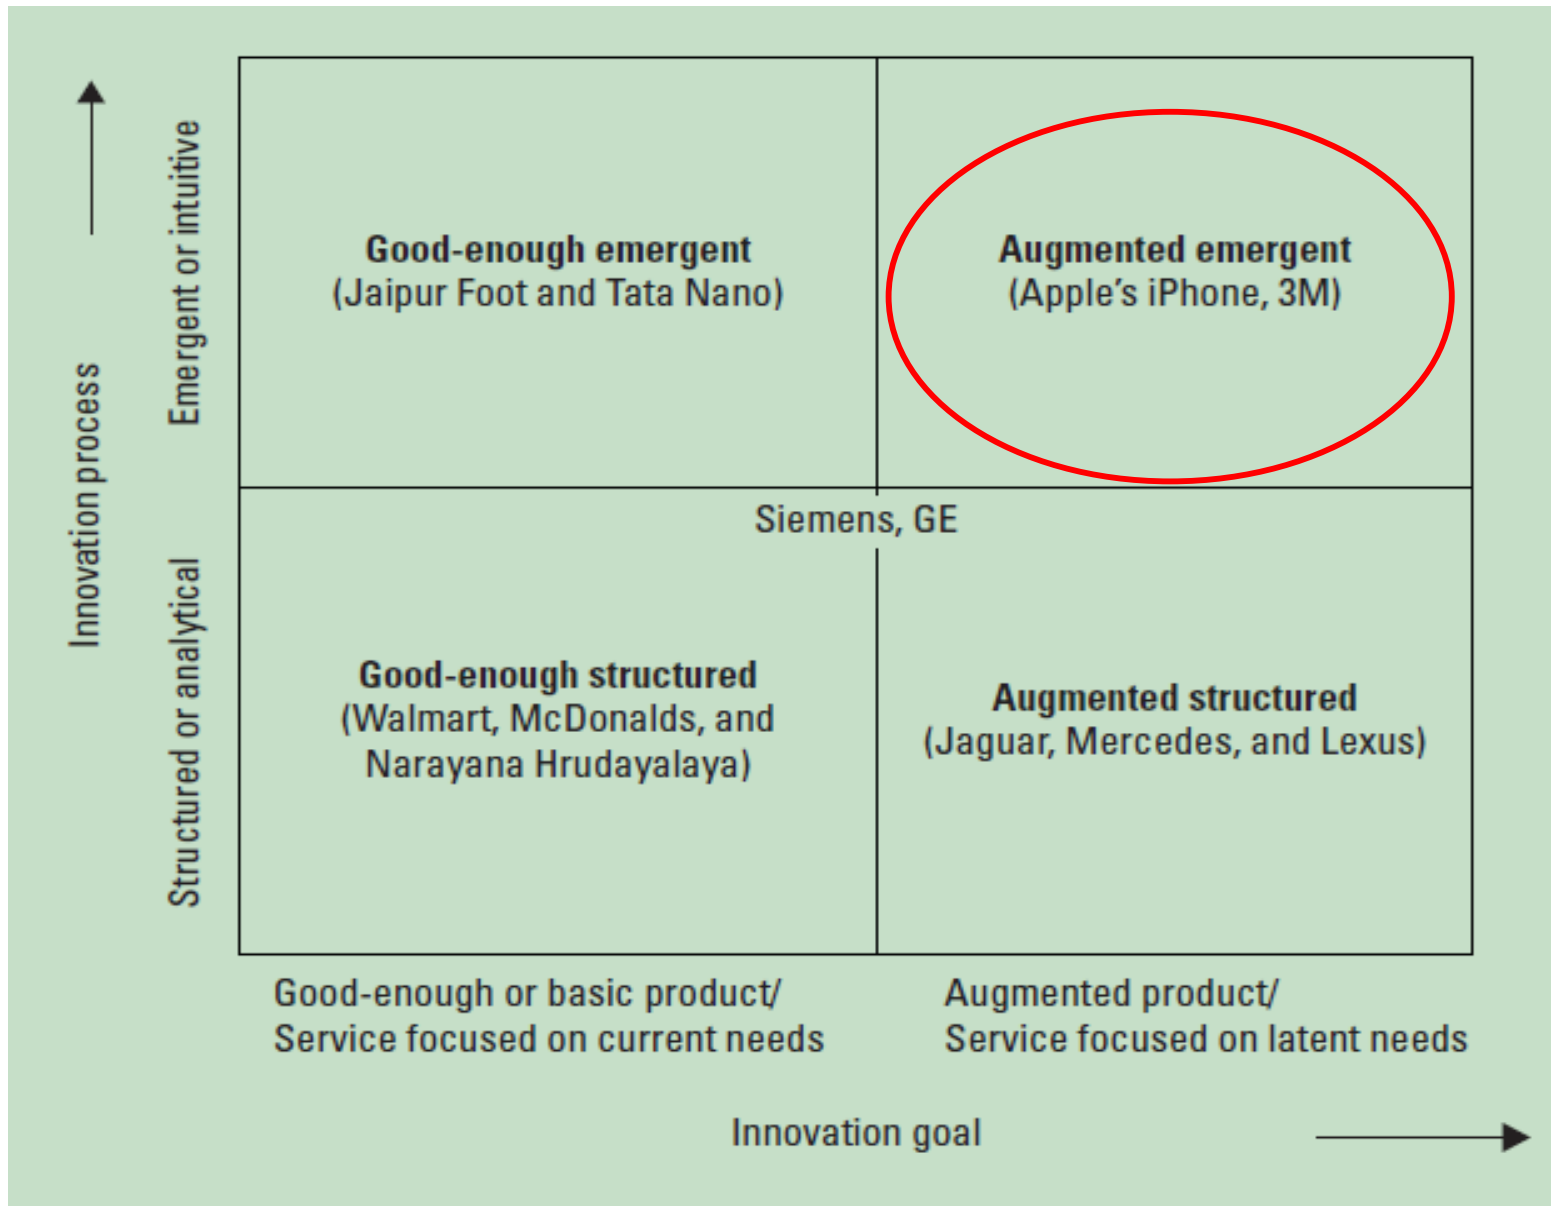 Innovation process
Emergent or intuitive
Structured or analytical
Good-enough emergent
(Jaipur Foot and Tata Nano)
Augmented emergent
(Apple's iPhone, 3M)
Siemens, GE
Good-enough structured
(Walmart, McDonalds, and
Narayana Hrudayalaya)
Augmented structured
(Jaguar, Mercedes, and Lexus)
Good-enough or basic product/
Service focused on current needs
Augmented product/
Service focused on latent needs
Innovation goal